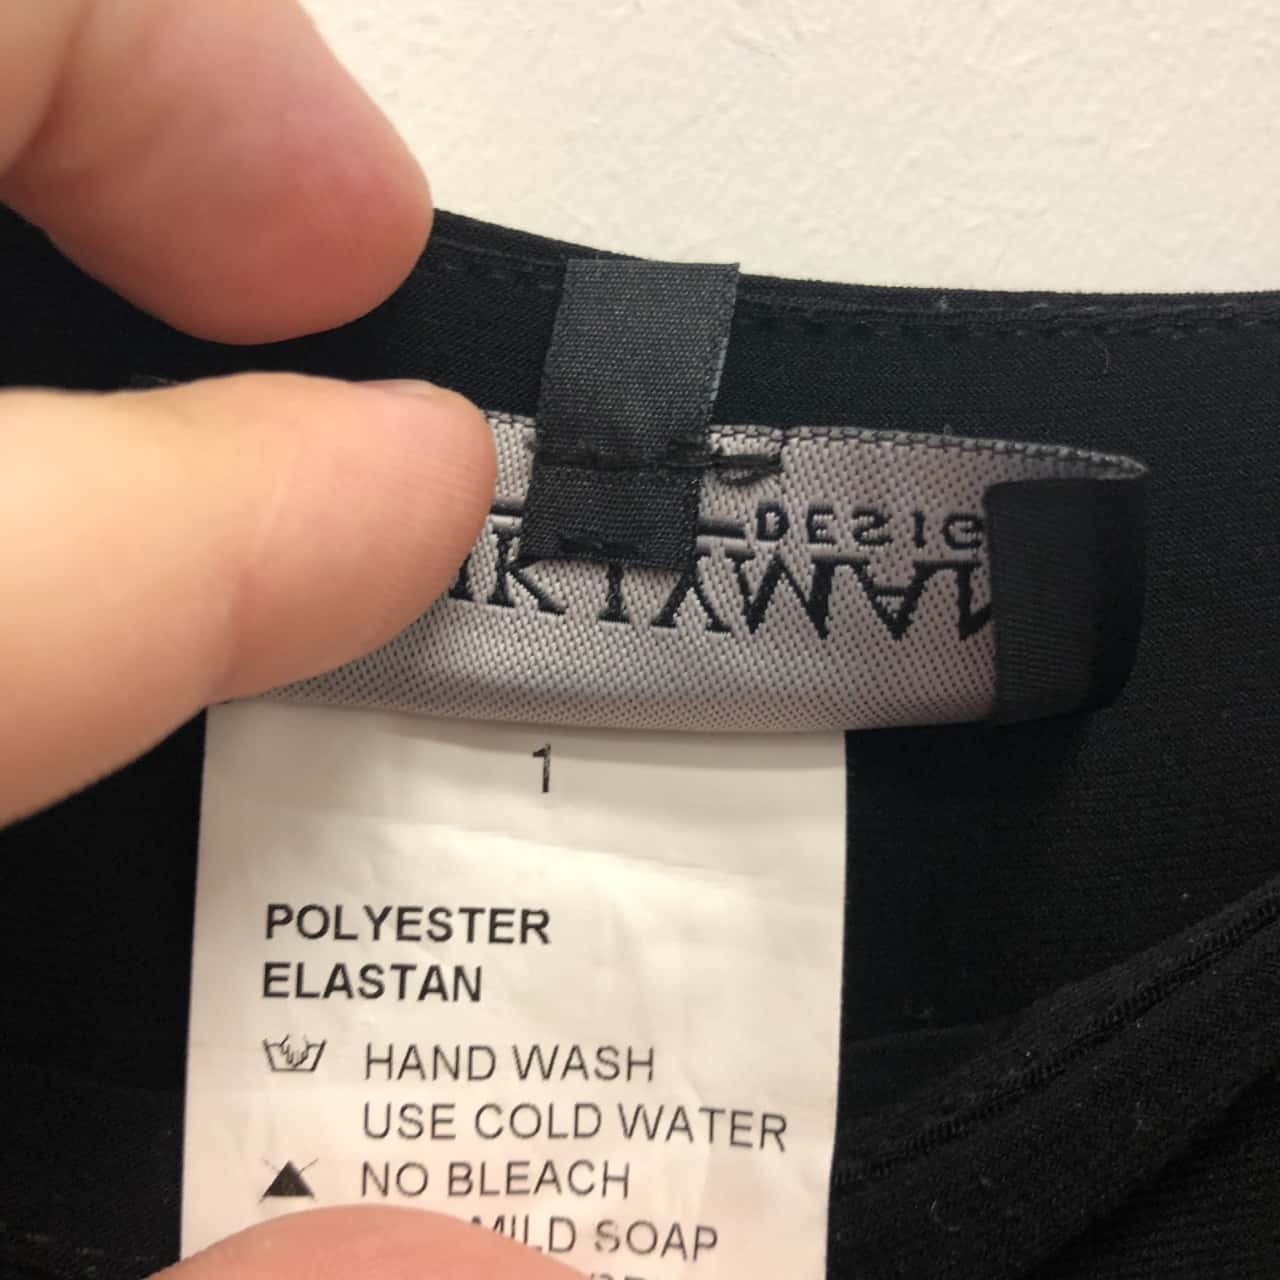 DESIG
1
POLYESTER
ELASTAN
HAND WASH
USE COLD WATER
NO BLEACH
MILD SOAP